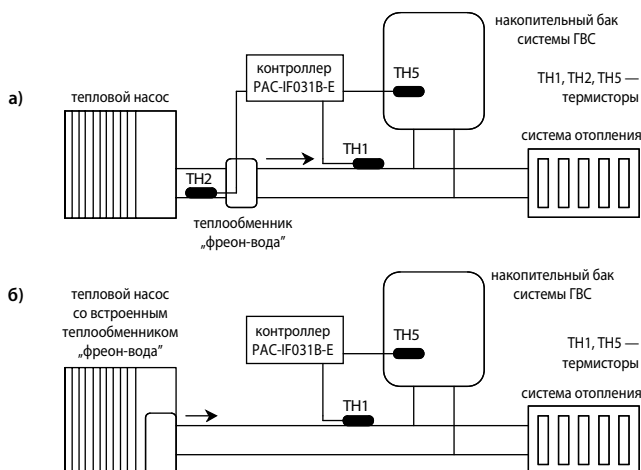 а)
тепловой насос
контроллер
PAC-IF031B-E
TH5
накопительный бак
системы ГВС
TH1, TH2, TH5 —
термисторы
система отопления
TH1
TH2
теплообменник
„фреон-вода”
б)
тепловой насос
со встроенным
теплообменником
„фреон-вода”
контроллер
PAC-IF031B-E
TH5
накопительный бак
системы ГВС
TH1, TH5 —
термисторы
система отопления
TH1